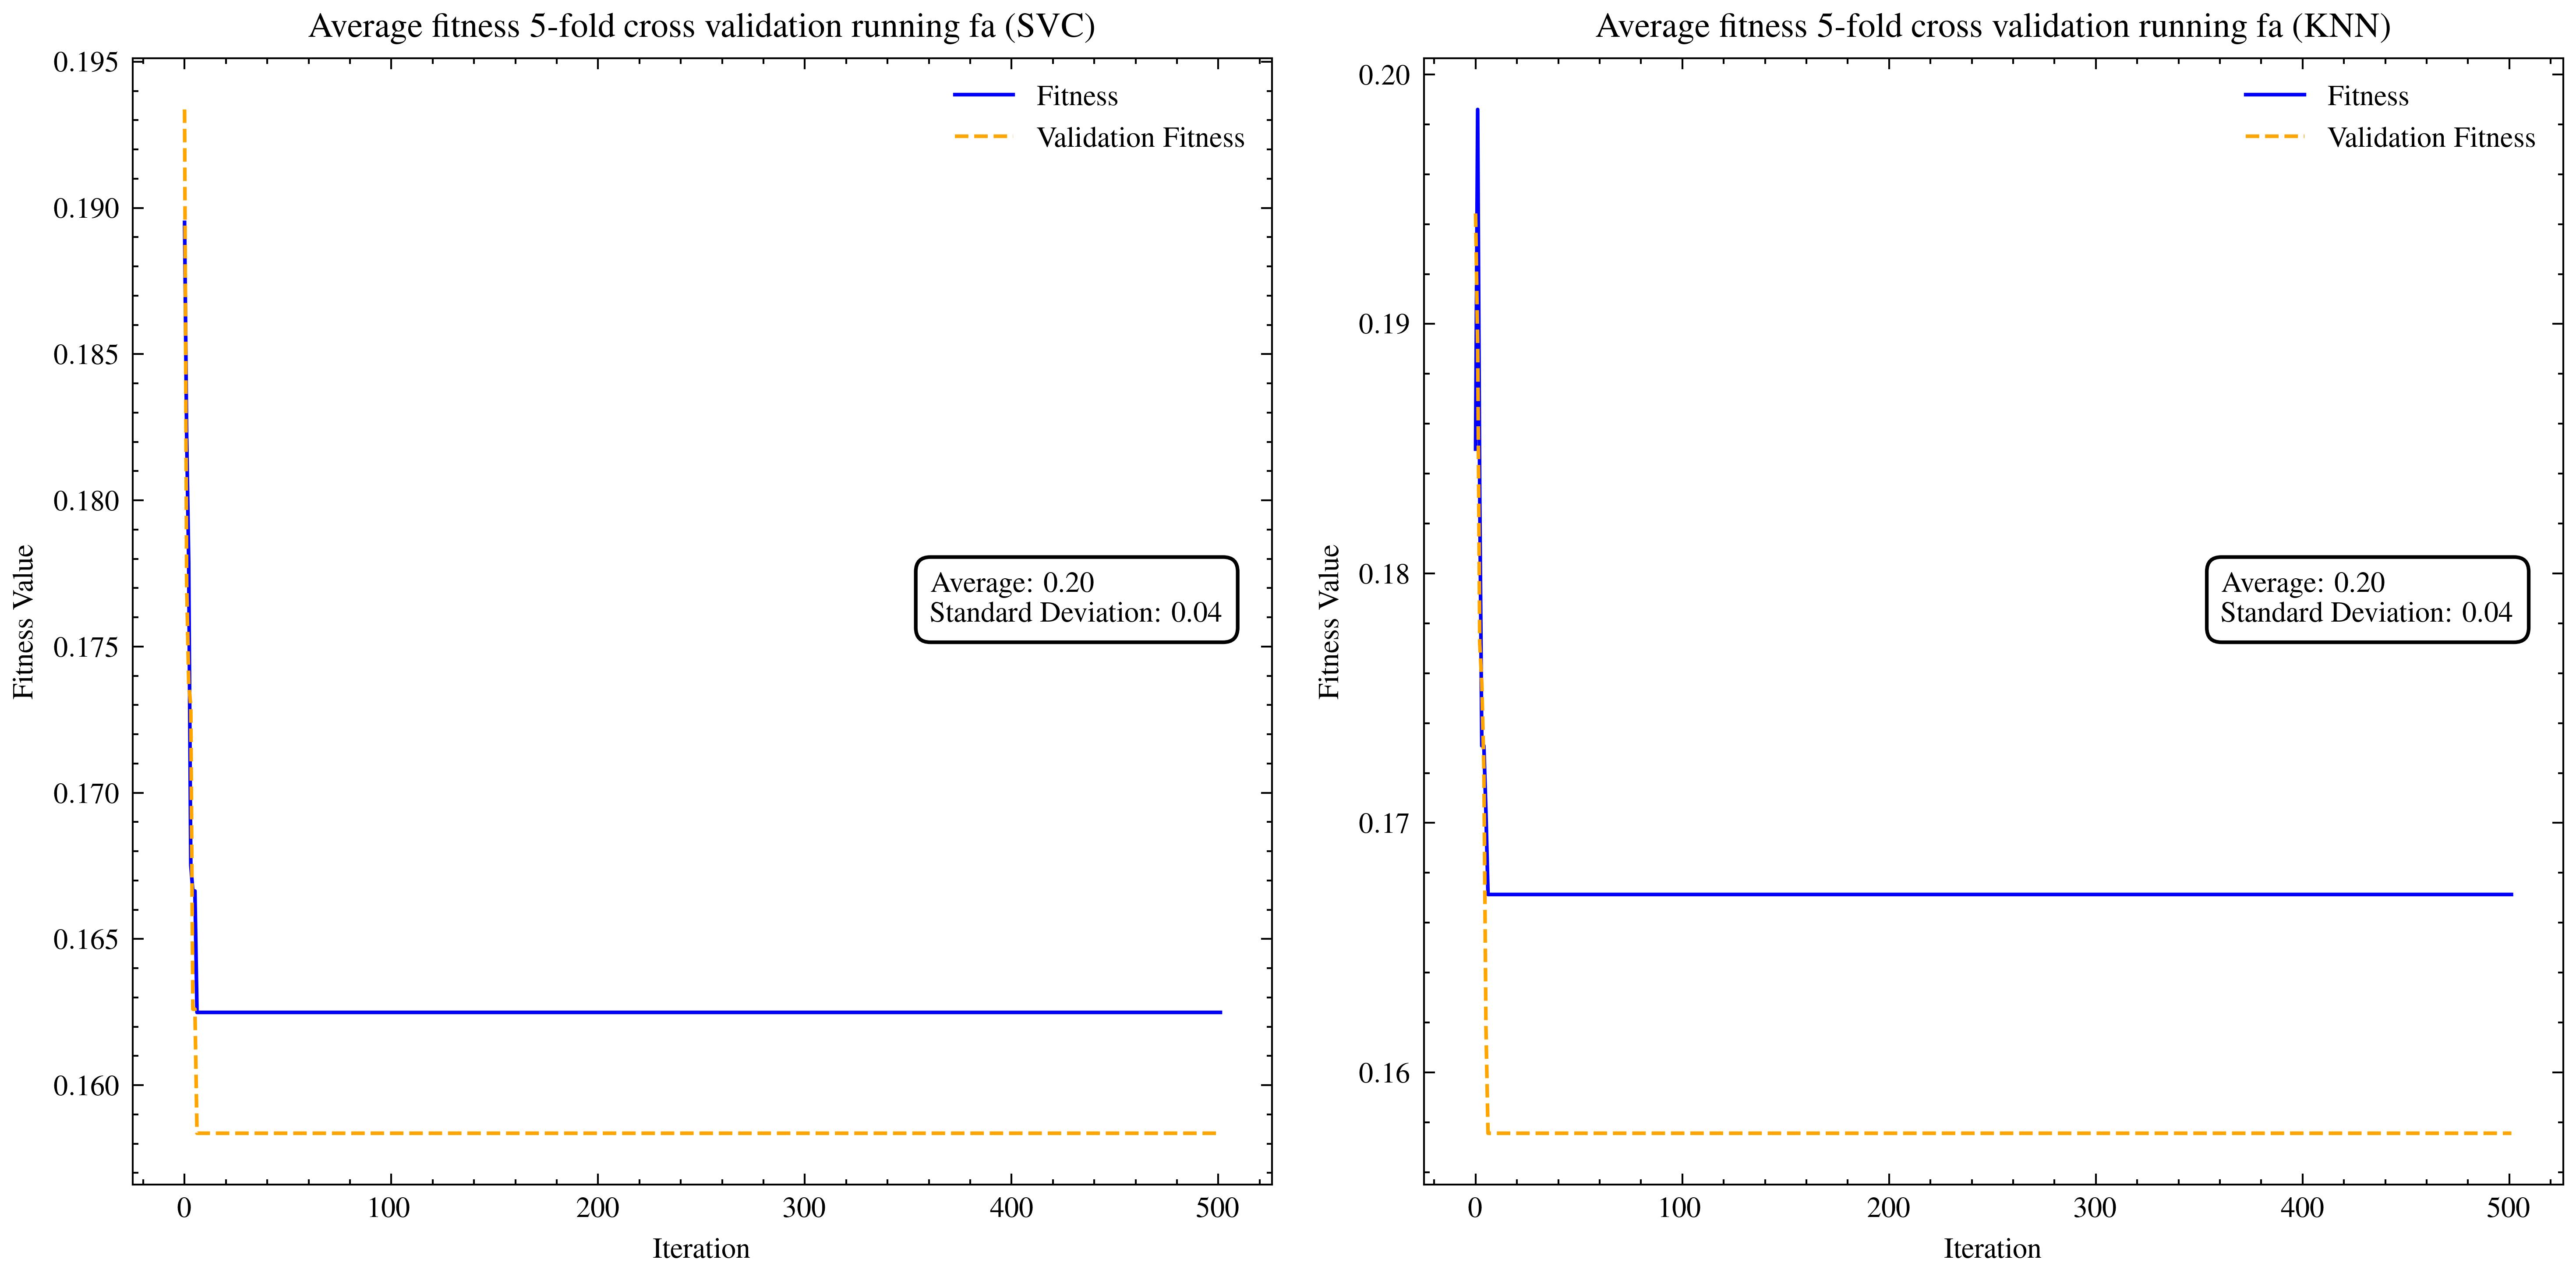 Average fitness 5-fold cross validation running fa (SVC)
0.195
0.190
0.185
0.180
0.175
0.170
0.165
0.160
Fitness Value
Fitness
Validation Fitness
Average: 0.20
Standard Deviation: 0.04
0 100 200 300 400 500
Iteration
Average fitness 5-fold cross validation running fa (KNN)
0.20
0.19
0.18
0.17
0.16
Fitness Value
Fitness
Validation Fitness
Average: 0.20
Standard Deviation: 0.04
0 100 200 300 400 500
Iteration